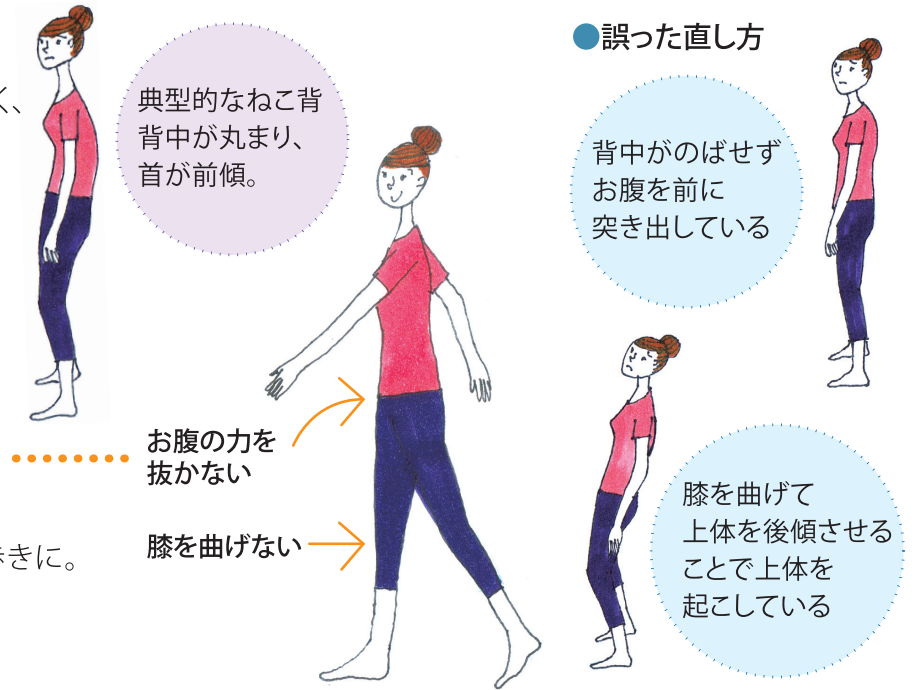 く、
典型的なねこ背
背中が丸まり、
首が前傾。
お腹の力を
抜かない
膝を曲げない
きに。
●誤った直し方
背中がのばせず
お腹を前に
突き出している
膝を曲げて
上体を後傾させる
ことで上体を
起こしている